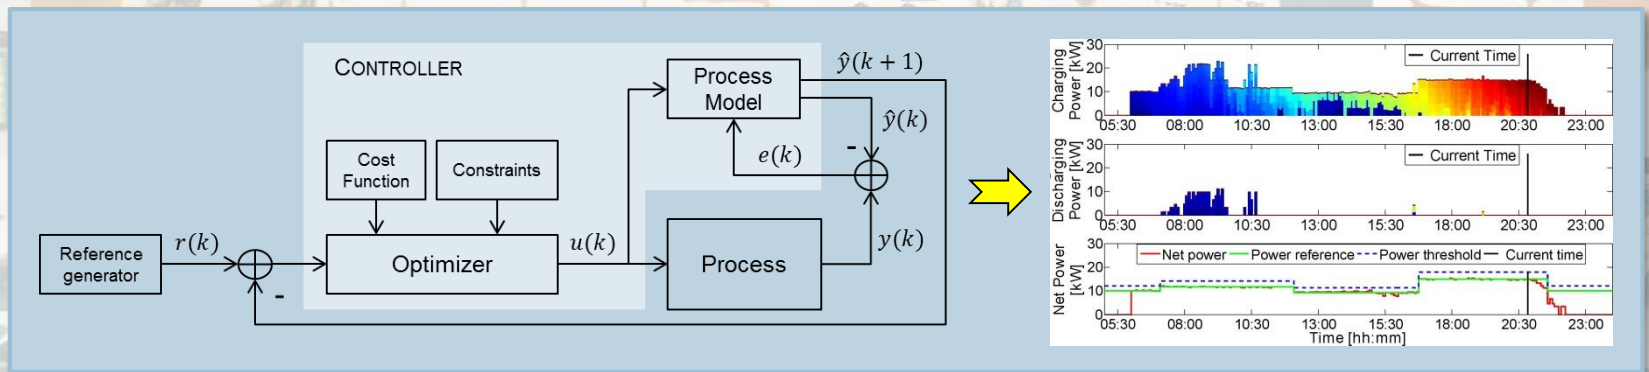 CONTROLLER
Process
Model
ŷ(k + 1)
ŷ(k)
-
e(k)
Cost
Function
Constraints
Reference
generator
r(k)
-
Optimizer
u(k)
Process
y(k)
Charging
Power [kW]
30
20
10
0
Current Time
05:30 08:00 10:30 13:00 15:30 18:00 20:30 23:00
Discharging
Power [kW]
30
20
10
0
Current Time
05:30 08:00 10:30 13:00 15:30 18:00 20:30 23:00
Net Power
[kW]
30
20
10
0
Net power Power reference Power threshold Current time
05:30 08:00 10:30 13:00 15:30 18:00 20:30 23:00
Time [hh:mm]